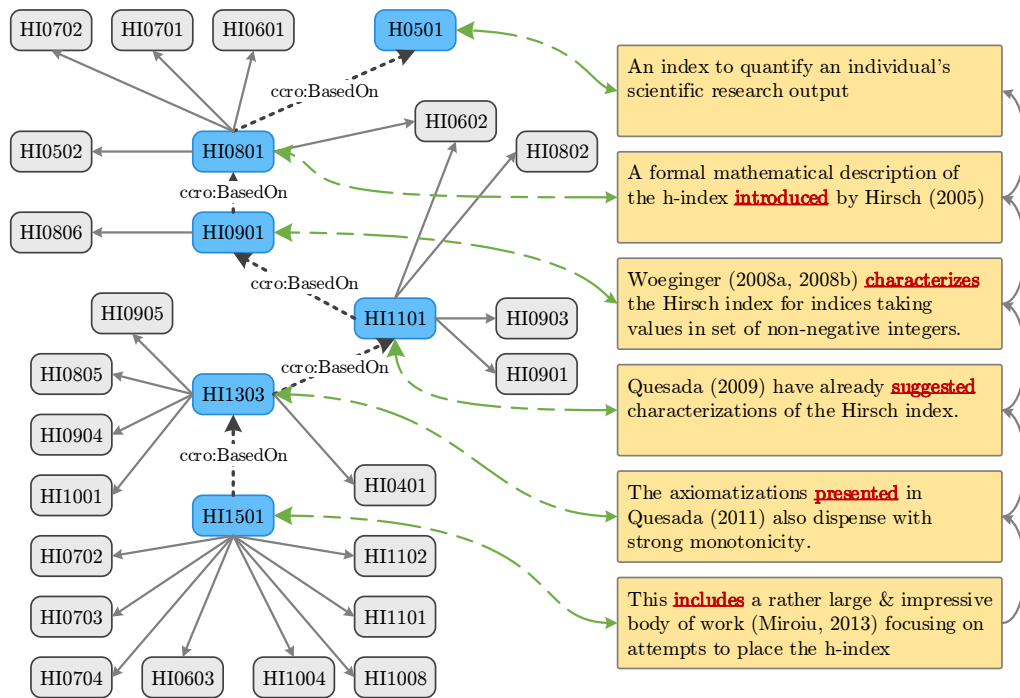 HI0702
HI0701
HI0601
H0501
ccro:BasedOn
HI0602
HI0502
HI0801
HI0802
ccro:BasedOn
HI0806
HI0901
ccro:BasedOn
HI0905
HI1101
HI0903
HI0805
ccro:BasedOn
HI0901
HI1303
HI0904
ccro:BasedOn
HI1001
HI0401
HI1501
HI0702
HI1102
HI0703
HI1101
HI0704
HI0603
HI1004
HI1008
An index to quantify an individual's
scientific research output
A formal mathematical description of
the h-index introduced by Hirsch (2005)
Woeginger (2008a, 2008b) characterizes
the Hirsch index for indices taking
values in set of non-negative integers.
Quesada (2009) have already suggested
characterizations of the Hirsch index.
The axiomatizations presented in
Quesada (2011) also dispense with
strong monotonicity.
This includes a rather large & impressive
body of work (Miroiu, 2013) focusing on
attempts to place the h-index